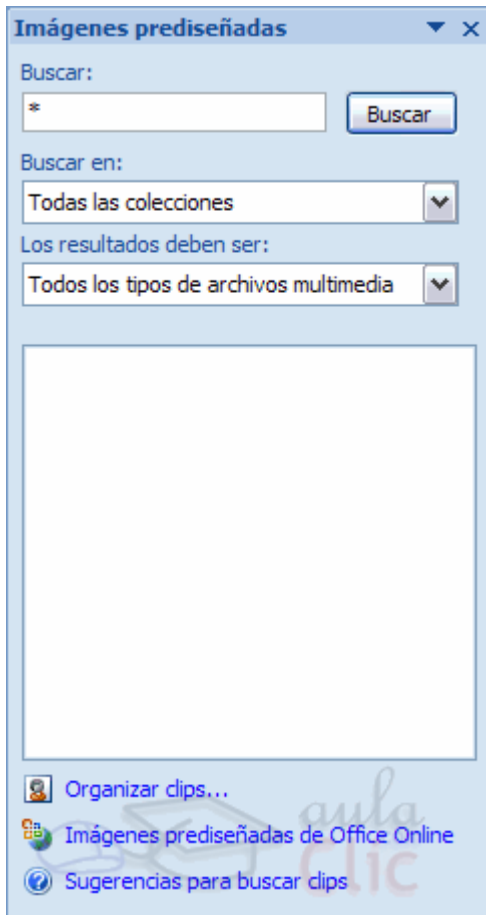 Imágenes prediseñadas
Buscar:
*
Buscar
Buscar en:
Todas las colecciones
Los resultados deben ser:
Todos los tipos de archivos multimedia
Organizar clips...
Imágenes prediseñadas de Office Online
Sugerencias para buscar clips
aula
Clic